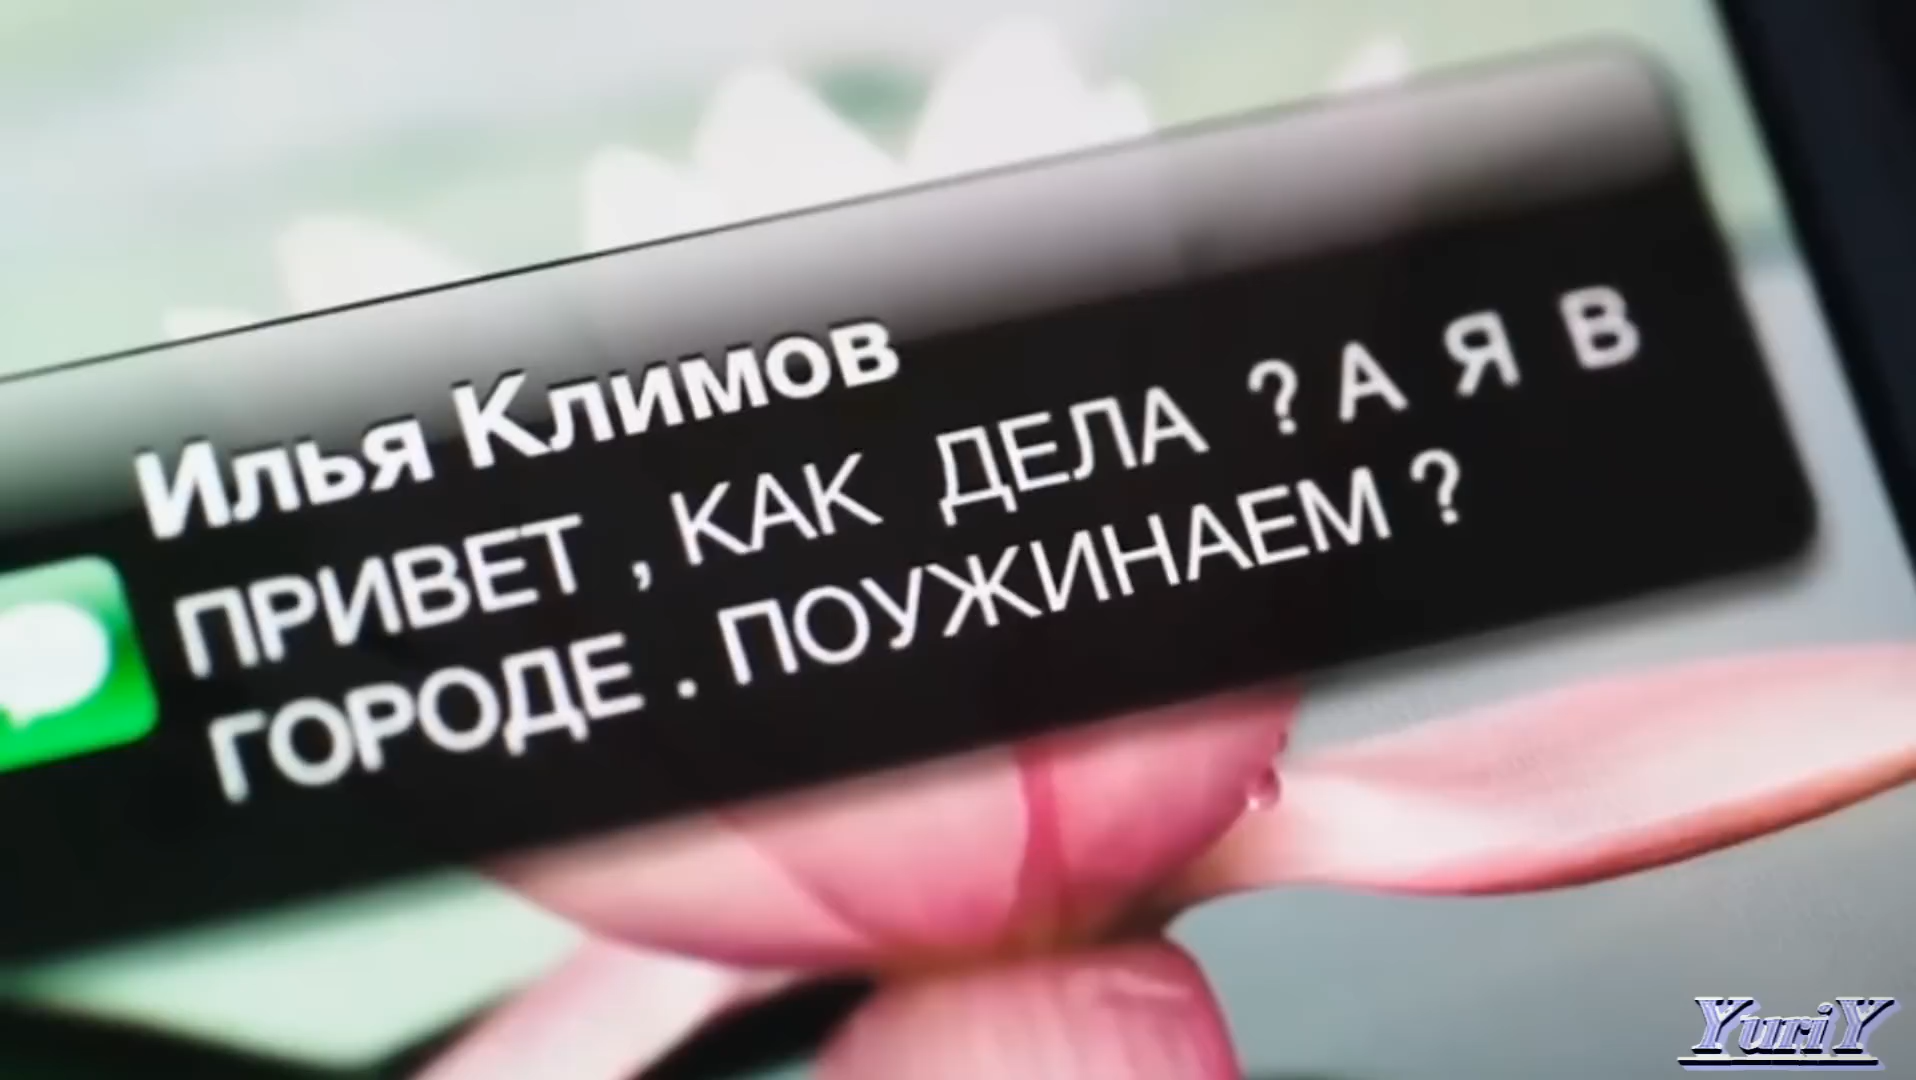 Илья Климов
ПРИВЕТ , КАК ДЕЛА ? А Я В
ГОРОДЕ . ПОУЖИНАЕМ ?
YuriY